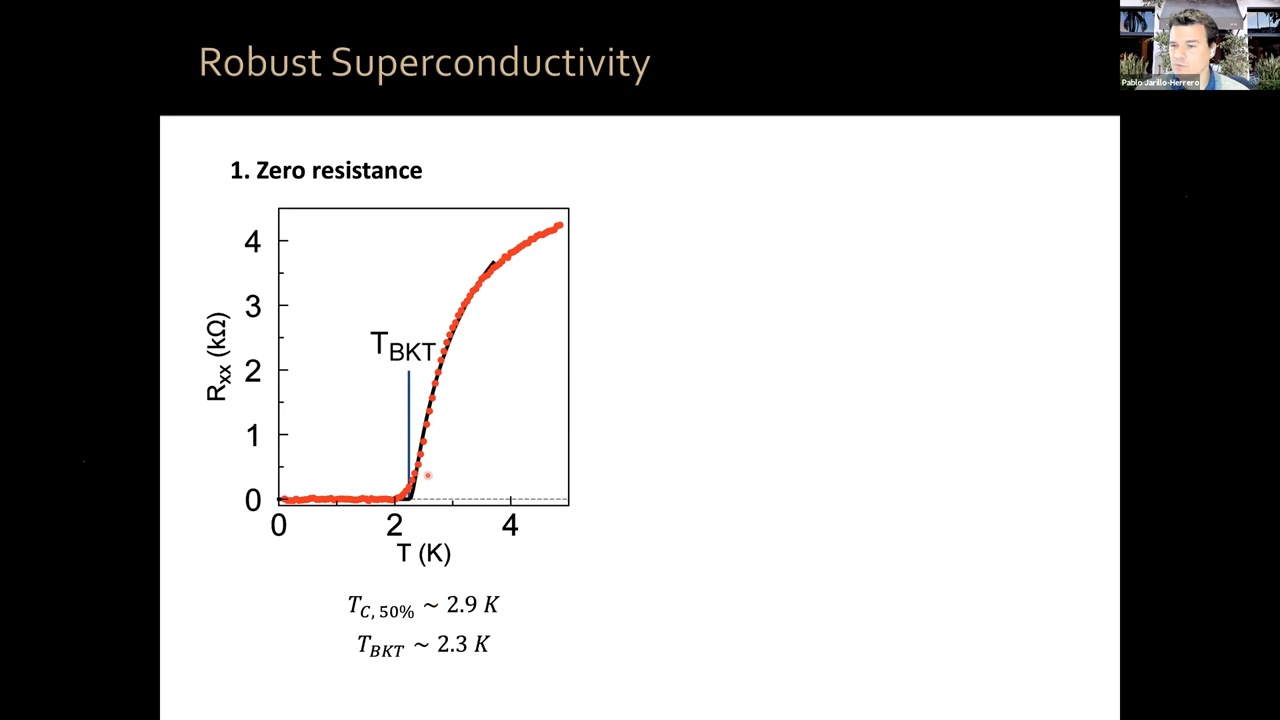 Robust Superconductivity
Pablo Jarillo-Herrero
1. Zero resistance
4
3
2
1
0
R_xx (kΩ)
T_BKT
0 2 4
T (K)
T_{C, 50%} ~ 2.9 K
T_BKT ~ 2.3 K